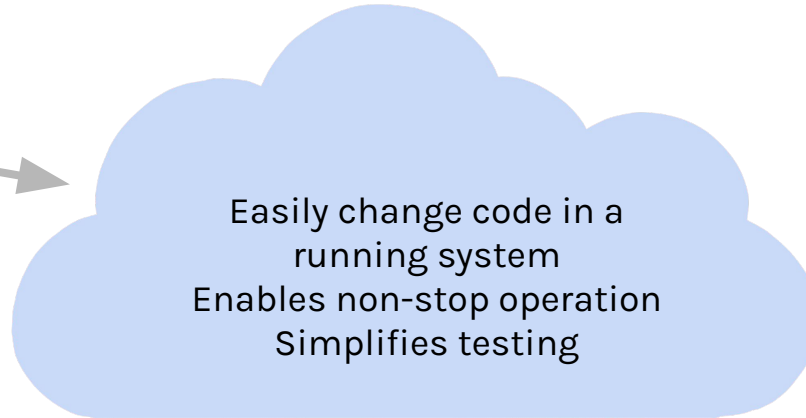 Easily change code in a
running system
Enables non-stop operation
Simplifies testing